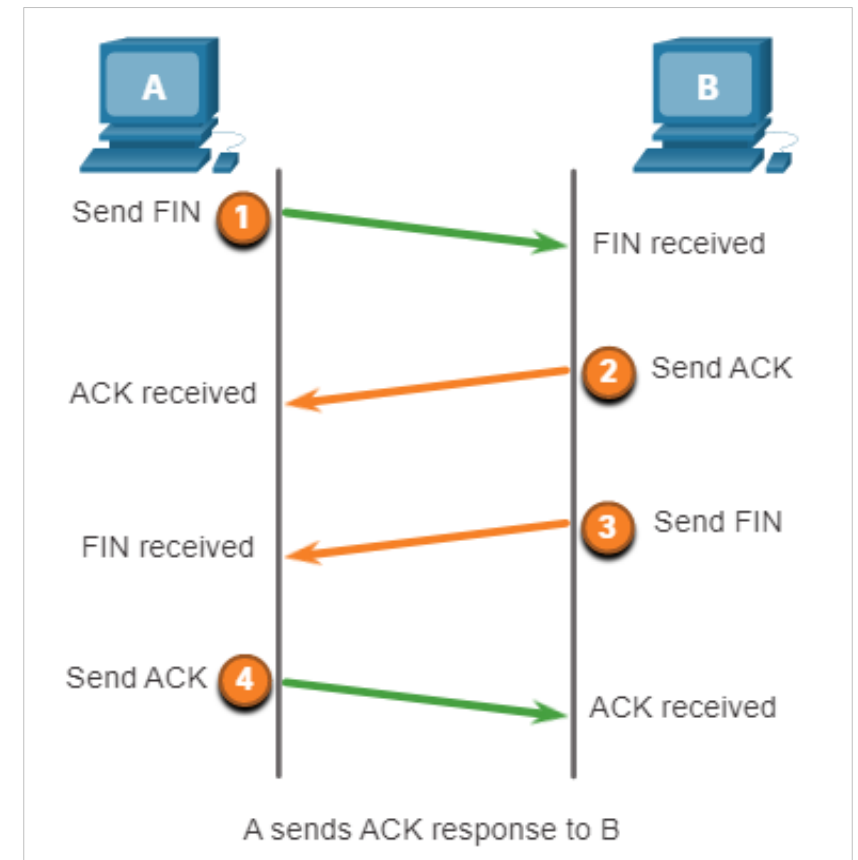 A
B
Send FIN 1
FIN received
2 Send ACK
ACK received
3 Send FIN
FIN received
Send ACK 4
ACK received
A sends ACK response to B